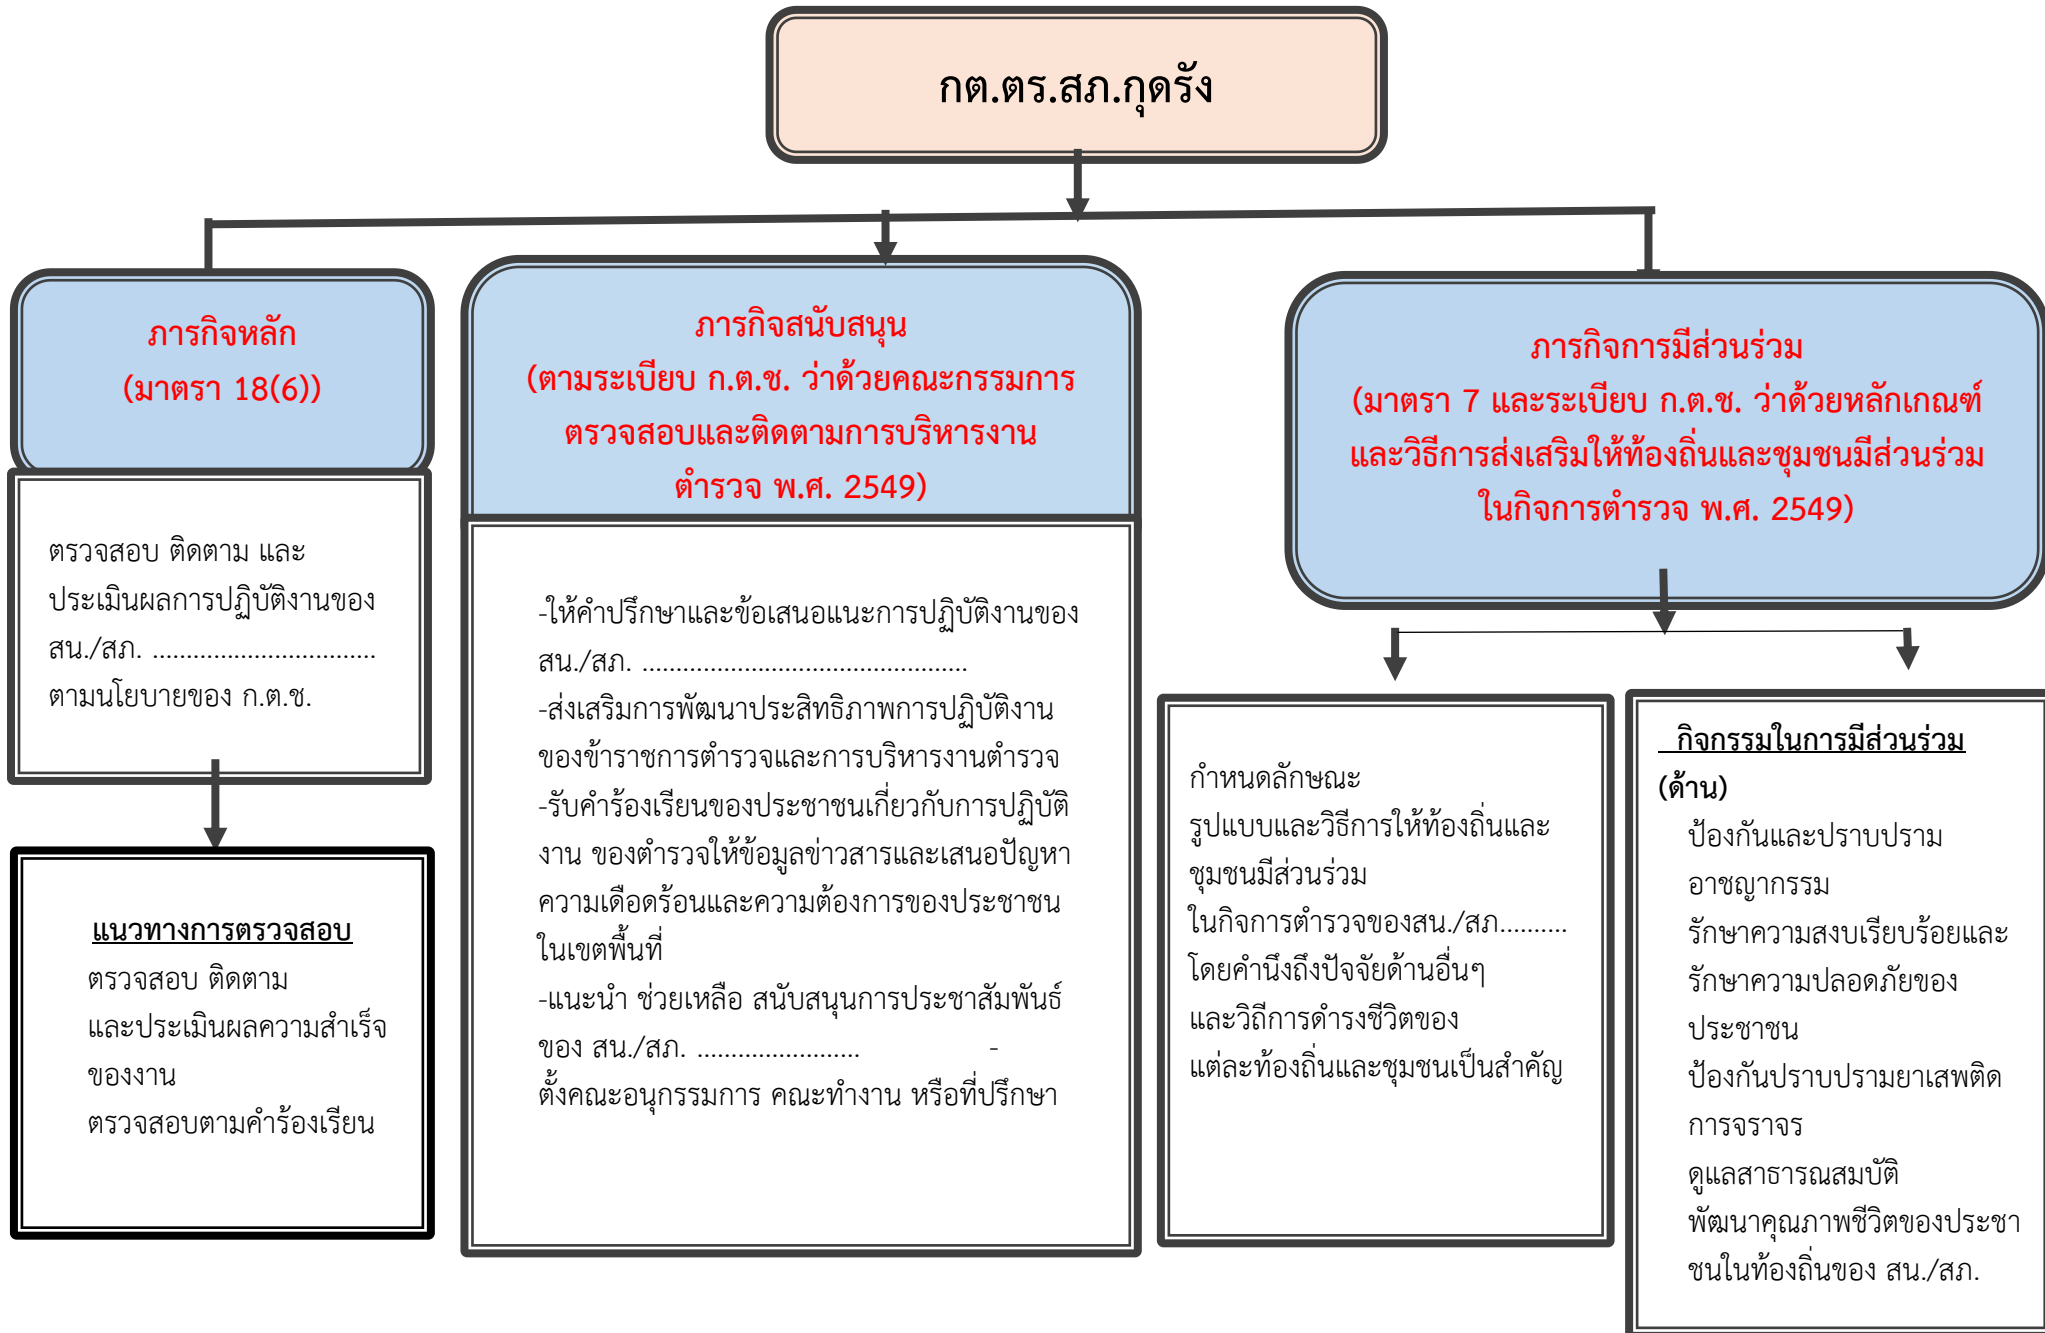 กต.ตร.สภ.กุดรัง
ภารกิจหลัก
(มาตรา 18(6))
ตรวจสอบ ติดตาม และ
ประเมินผลการปฏิบัติงานของ
สน./สภ. .................................
ตามนโยบายของ ก.ต.ช.
แนวทางการตรวจสอบ
ตรวจสอบ ติดตาม
และประเมินผลความสำเร็จ
ของงาน
ตรวจสอบตามคำร้องเรียน
ภารกิจสนับสนุน
(ตามระเบียบ ก.ต.ช. ว่าด้วยคณะกรรมการ
ตรวจสอบและติดตามการบริหารงาน
ตำรวจ พ.ศ. 2549)
-ให้คำปรึกษาและข้อเสนอแนะการปฏิบัติงานของ
สน./สภ. ................................................
-ส่งเสริมการพัฒนาประสิทธิภาพการปฏิบัติงาน
ของข้าราชการตำรวจและการบริหารงานตำรวจ
-รับคำร้องเรียนของประชาชนเกี่ยวกับการปฏิบัติ
งาน ของตำรวจให้ข้อมูลข่าวสารและเสนอปัญหา
ความเดือดร้อนและความต้องการของประชาชน
ในเขตพื้นที่
-แนะนำ ช่วยเหลือ สนับสนุนการประชาสัมพันธ์
ของ สน./สภ. ........................ -
ตั้งคณะอนุกรรมการ คณะทำงาน หรือที่ปรึกษา
ภารกิจการมีส่วนร่วม
(มาตรา 7 และระเบียบ ก.ต.ช. ว่าด้วยหลักเกณฑ์
และวิธีการส่งเสริมให้ท้องถิ่นและชุมชนมีส่วนร่วม
ในกิจการตำรวจ พ.ศ. 2549)
กำหนดลักษณะ
รูปแบบและวิธีการให้ท้องถิ่นและ
ชุมชนมีส่วนร่วม
ในกิจการตำรวจของสน./สภ..........
โดยคำนึงถึงปัจจัยด้านอื่นๆ
และวิถีการดำรงชีวิตของ
แต่ละท้องถิ่นและชุมชนเป็นสำคัญ
กิจกรรมในการมีส่วนร่วม
(ด้าน)
ป้องกันและปราบปราม
อาชญากรรม
รักษาความสงบเรียบร้อยและ
รักษาความปลอดภัยของ
ประชาชน
ป้องกันปราบปรามยาเสพติด
การจราจร
ดูแลสาธารณสมบัติ
พัฒนาคุณภาพชีวิตของประชา
ชนในท้องถิ่นของ สน./สภ.